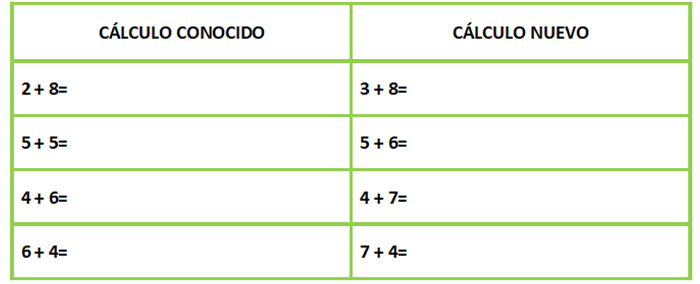 CÁLCULO CONOCIDO CÁLCULO NUEVO
2 + 8= 3 + 8=
5 + 5= 5 + 6=
4 + 6= 4 + 7=
6 + 4= 7 + 4=